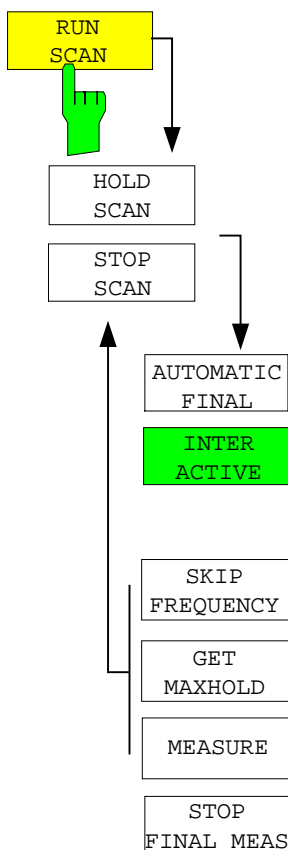 RUN
SCAN
HOLD
SCAN
STOP
SCAN
AUTOMATIC
FINAL
INTER
ACTIVE
SKIP
FREQUENCY
GET
MAXHOLD
MEASURE
STOP
FINAL MEAS